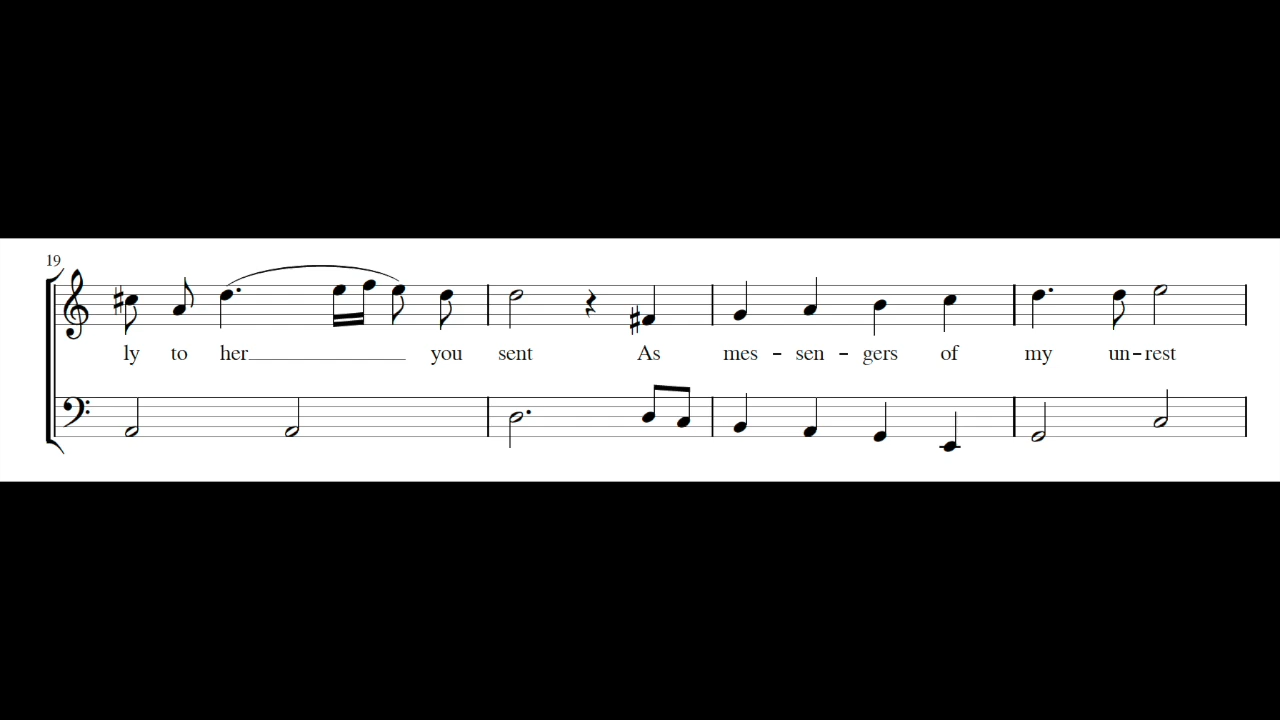 19
ly to her you sent As mes - sen - gers of my un - rest